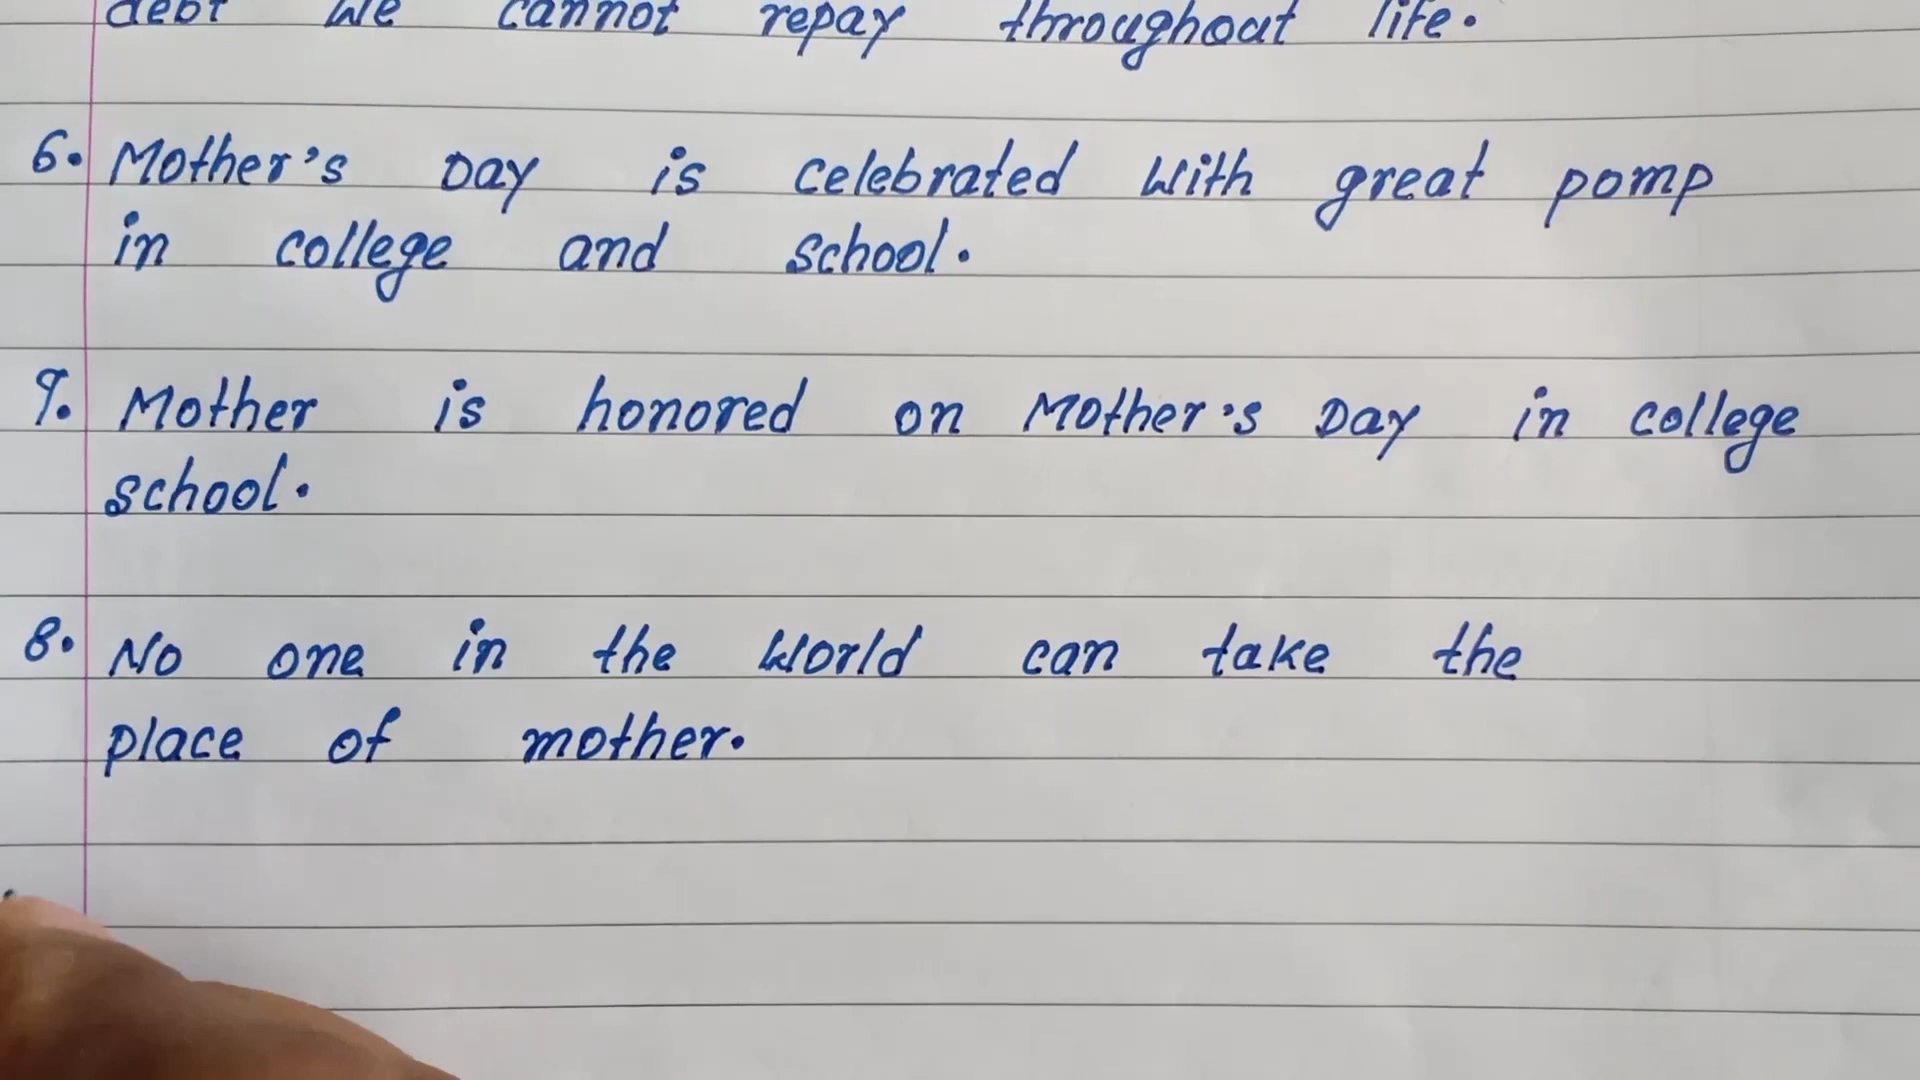 debt we cannot repay throughout life.
6. Mother's Day is celebrated with great pomp
in college and school.
7. Mother is honored on Mother's Day in college
school.
8. No one in the world can take the
place of mother.